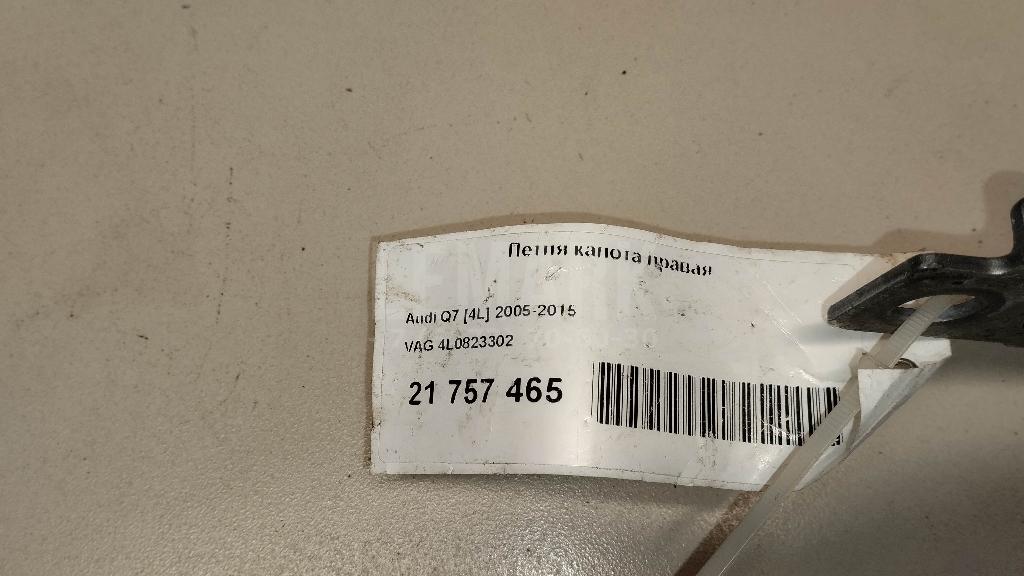 Петля капота правая
Audi Q7 [4L] 2005-2015
VAG 4L0823302
21 757 465